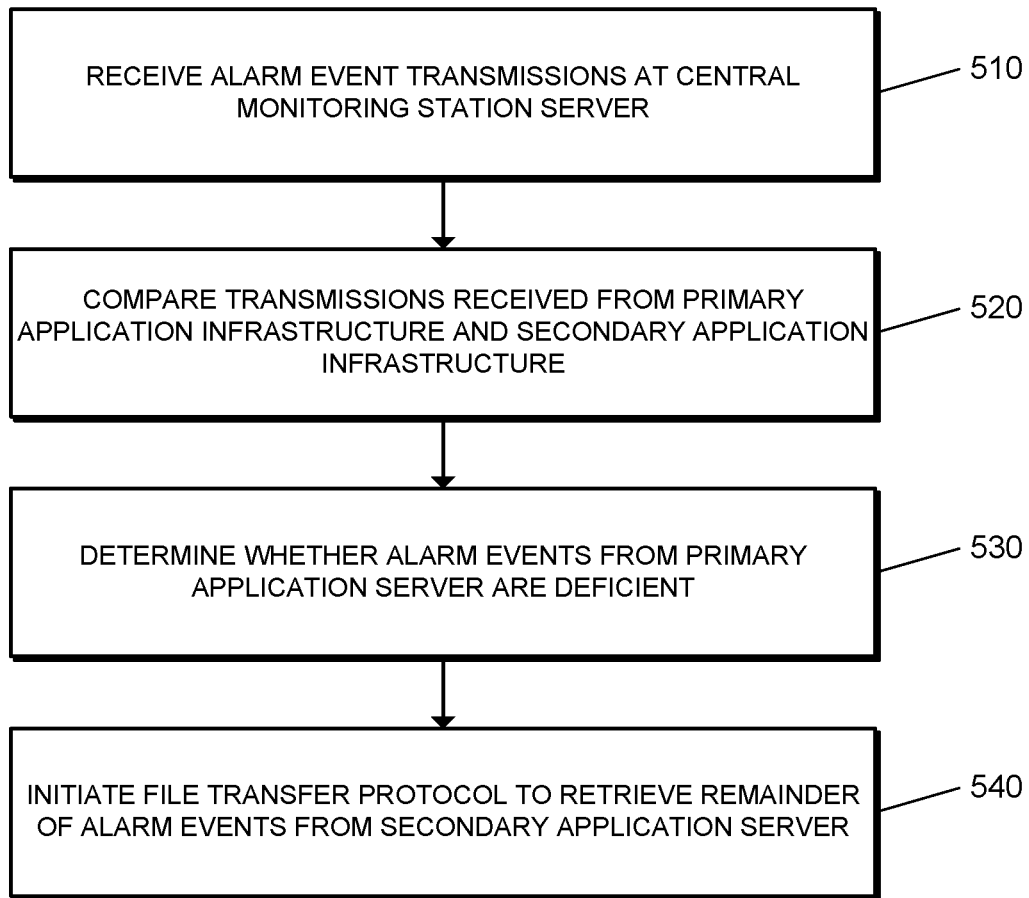 RECEIVE ALARM EVENT TRANSMISSIONS AT CENTRAL
MONITORING STATION SERVER
510
COMPARE TRANSMISSIONS RECEIVED FROM PRIMARY
APPLICATION INFRASTRUCTURE AND SECONDARY APPLICATION
INFRASTRUCTURE
520
DETERMINE WHETHER ALARM EVENTS FROM PRIMARY
APPLICATION SERVER ARE DEFICIENT
530
INITIATE FILE TRANSFER PROTOCOL TO RETRIEVE REMAINDER
OF ALARM EVENTS FROM SECONDARY APPLICATION SERVER
540